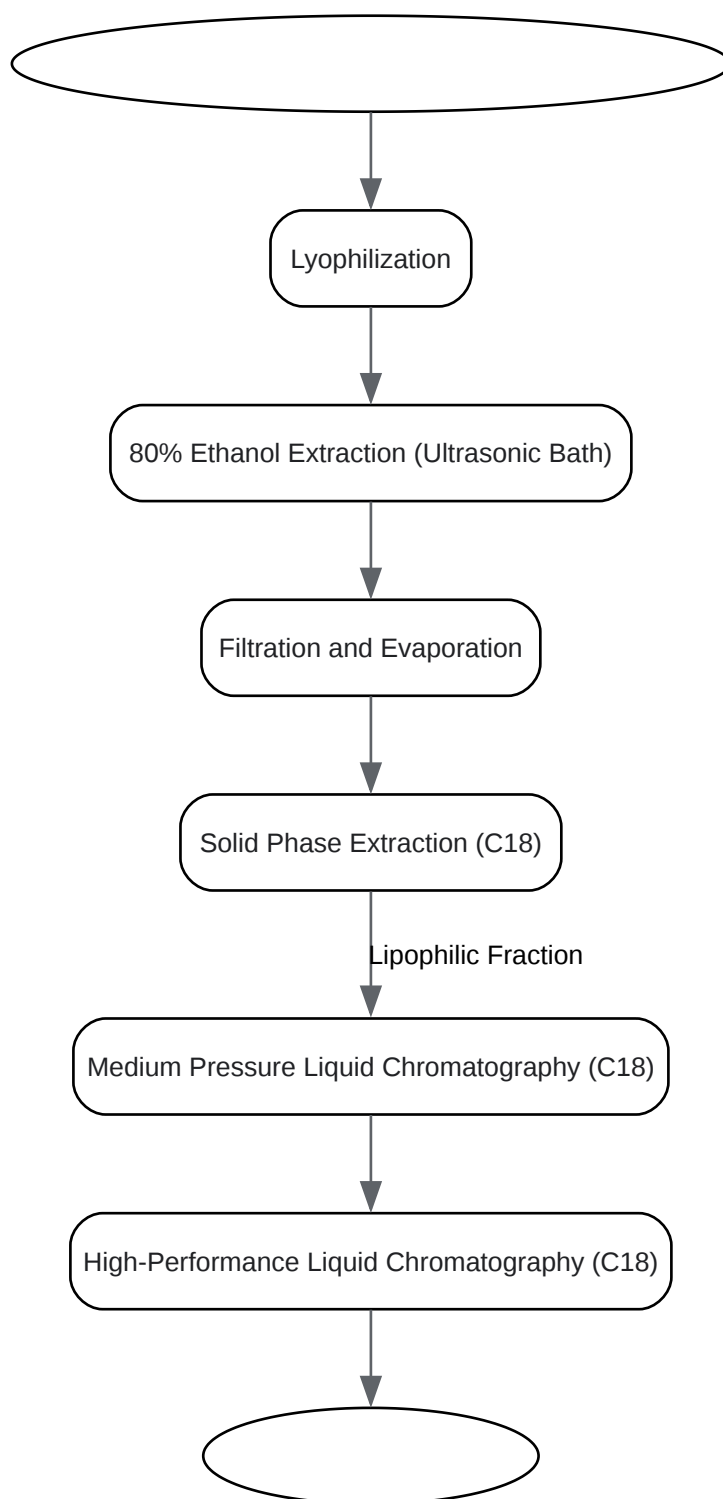 Lyophilization
80% Ethanol Extraction (Ultrasonic Bath)
Filtration and Evaporation
Solid Phase Extraction (C18)
Lipophilic Fraction
Medium Pressure Liquid Chromatography (C18)
High-Performance Liquid Chromatography (C18)